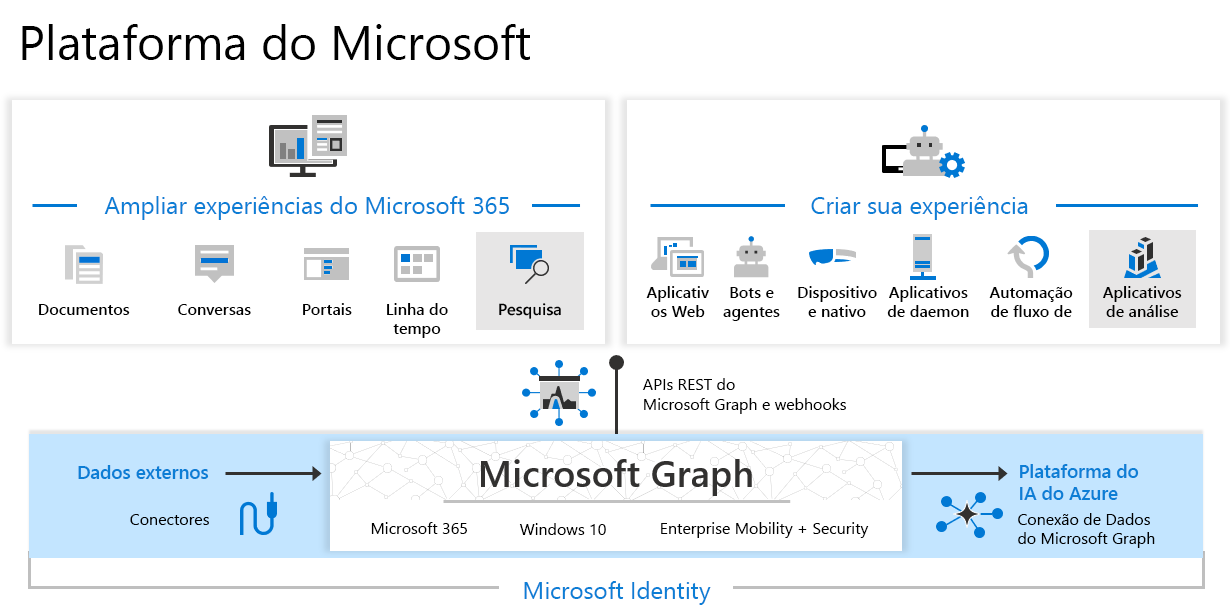 Plataforma do Microsoft
Ampliar experiências do Microsoft 365
Documentos
Conversas
Portais
Linha do
tempo
Pesquisa
Criar sua experiência
Aplicativ
os Web
Bots e
agentes
Dispositivo
e nativo
Aplicativos
de daemon
Automação
de fluxo de
Aplicativos
de análise
APIs REST do
Microsoft Graph e webhooks
Dados externos
Conectores
Microsoft Graph
Microsoft 365
Windows 10
Enterprise Mobility + Security
Plataforma do
IA do Azure
Conexão de Dados
do Microsoft Graph
Microsoft Identity